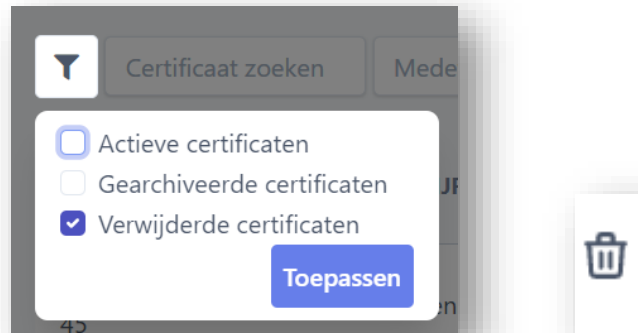 Certificaat zoeken Mede
Actieve certificaten
Gearchiveerde certificaten
Verwijderde certificaten
Toepassen
45